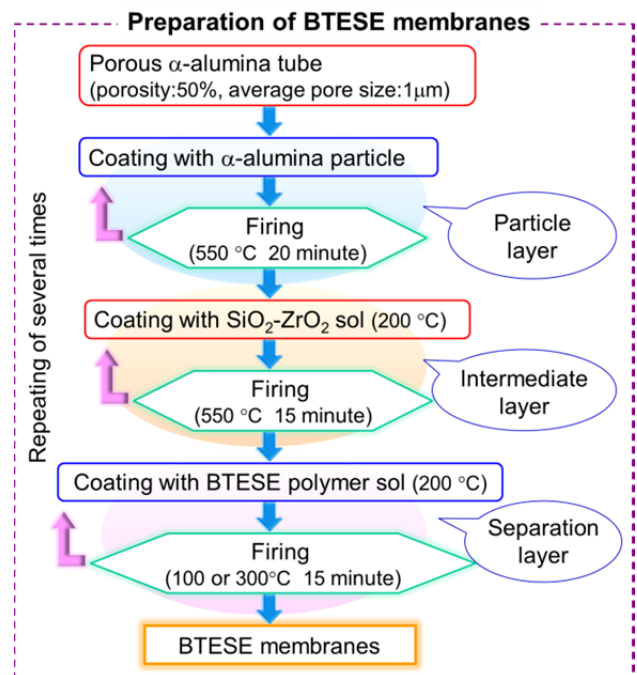 Preparation of BTESE membranes
Porous α-alumina tube
(porosity:50%, average pore size:1μm)
Coating with α-alumina particle
Firing
(550 °C 20 minute)
Particle
layer
Coating with SiO₂-ZrO₂ sol (200 °C)
Firing
(550 °C 15 minute)
Intermediate
layer
Coating with BTESE polymer sol (200 °C)
Firing
(100 or 300°C 15 minute)
Separation
layer
BTESE membranes
Repeating of several times